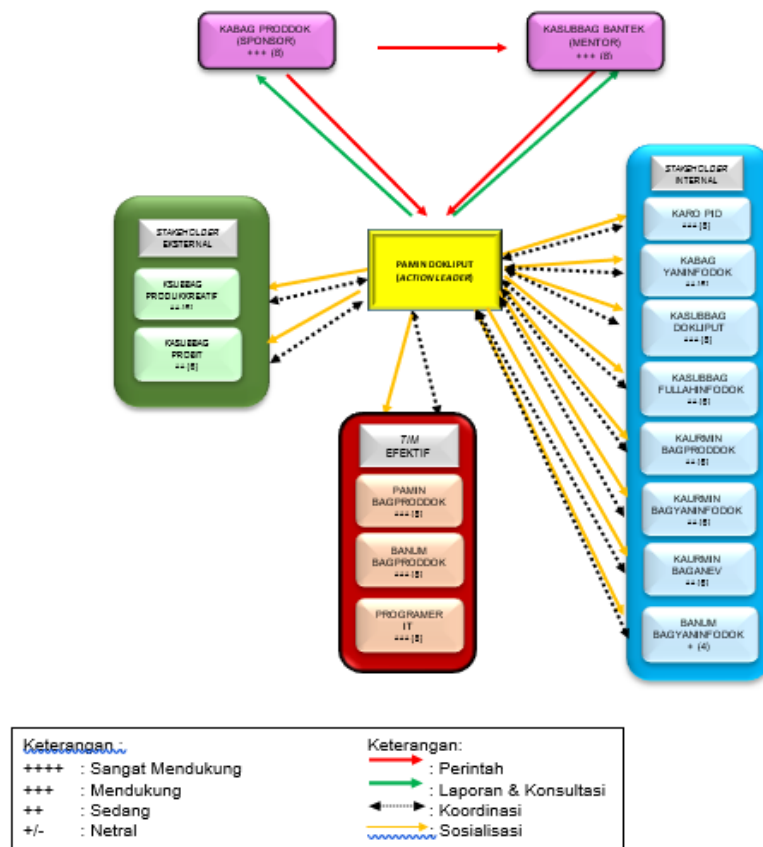 KABAG PRODDOK
(SPONSOR)
+++ (8)
KASUBBAG BANTEK
(MENTOR)
+++ (8)
STAKEHOLDER
INTERNAL
KARO PID
KABAG
YANINFODOK
KASUBBAG
DOKLIPUT
KASUBBAG
FULLAHINFODOK
KAURMIN
BAGPRODDOK
KAURMIN
BAGYANINFODOK
KAURMIN
BAGANEV
BANUM
BAGYANINFODOK
+ (4)
STAKEHOLDER
EKSTERNAL
KSUBBAG
PRODUKKREATIF
KASUBBAG
PROBIT
PAMIN DOKLIPUT
(ACTION LEADER)
TIM
EFEKTIF
PAMIN
BAGPRODDOK
BANUM
BAGPRODDOK
PROGRAMER
IT
Keterangan :
++++ : Sangat Mendukung
+++ : Mendukung
++ : Sedang
+/- : Netral
Keterangan:
: Perintah
: Laporan & Konsultasi
: Koordinasi
: Sosialisasi